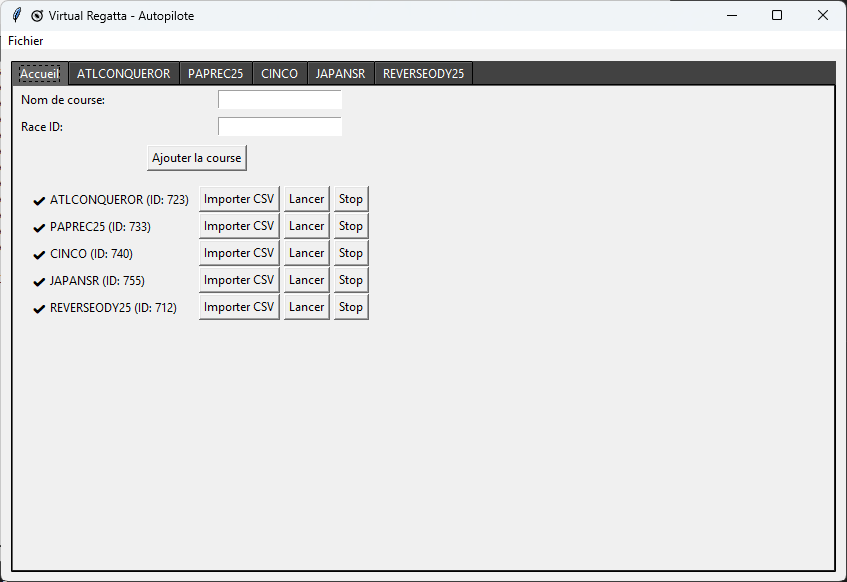 Virtual Regatta - Autopilote
Fichier
Accueil ATLCONQUEROR PAPREC25 CINCO JAPANSR REVERSEODY25
Nom de course:
Race ID:
Ajouter la course
ATLCONQUEROR (ID: 723) Importer CSV Lancer Stop
PAPREC25 (ID: 733) Importer CSV Lancer Stop
CINCO (ID: 740) Importer CSV Lancer Stop
JAPANSR (ID: 755) Importer CSV Lancer Stop
REVERSEODY25 (ID: 712) Importer CSV Lancer Stop